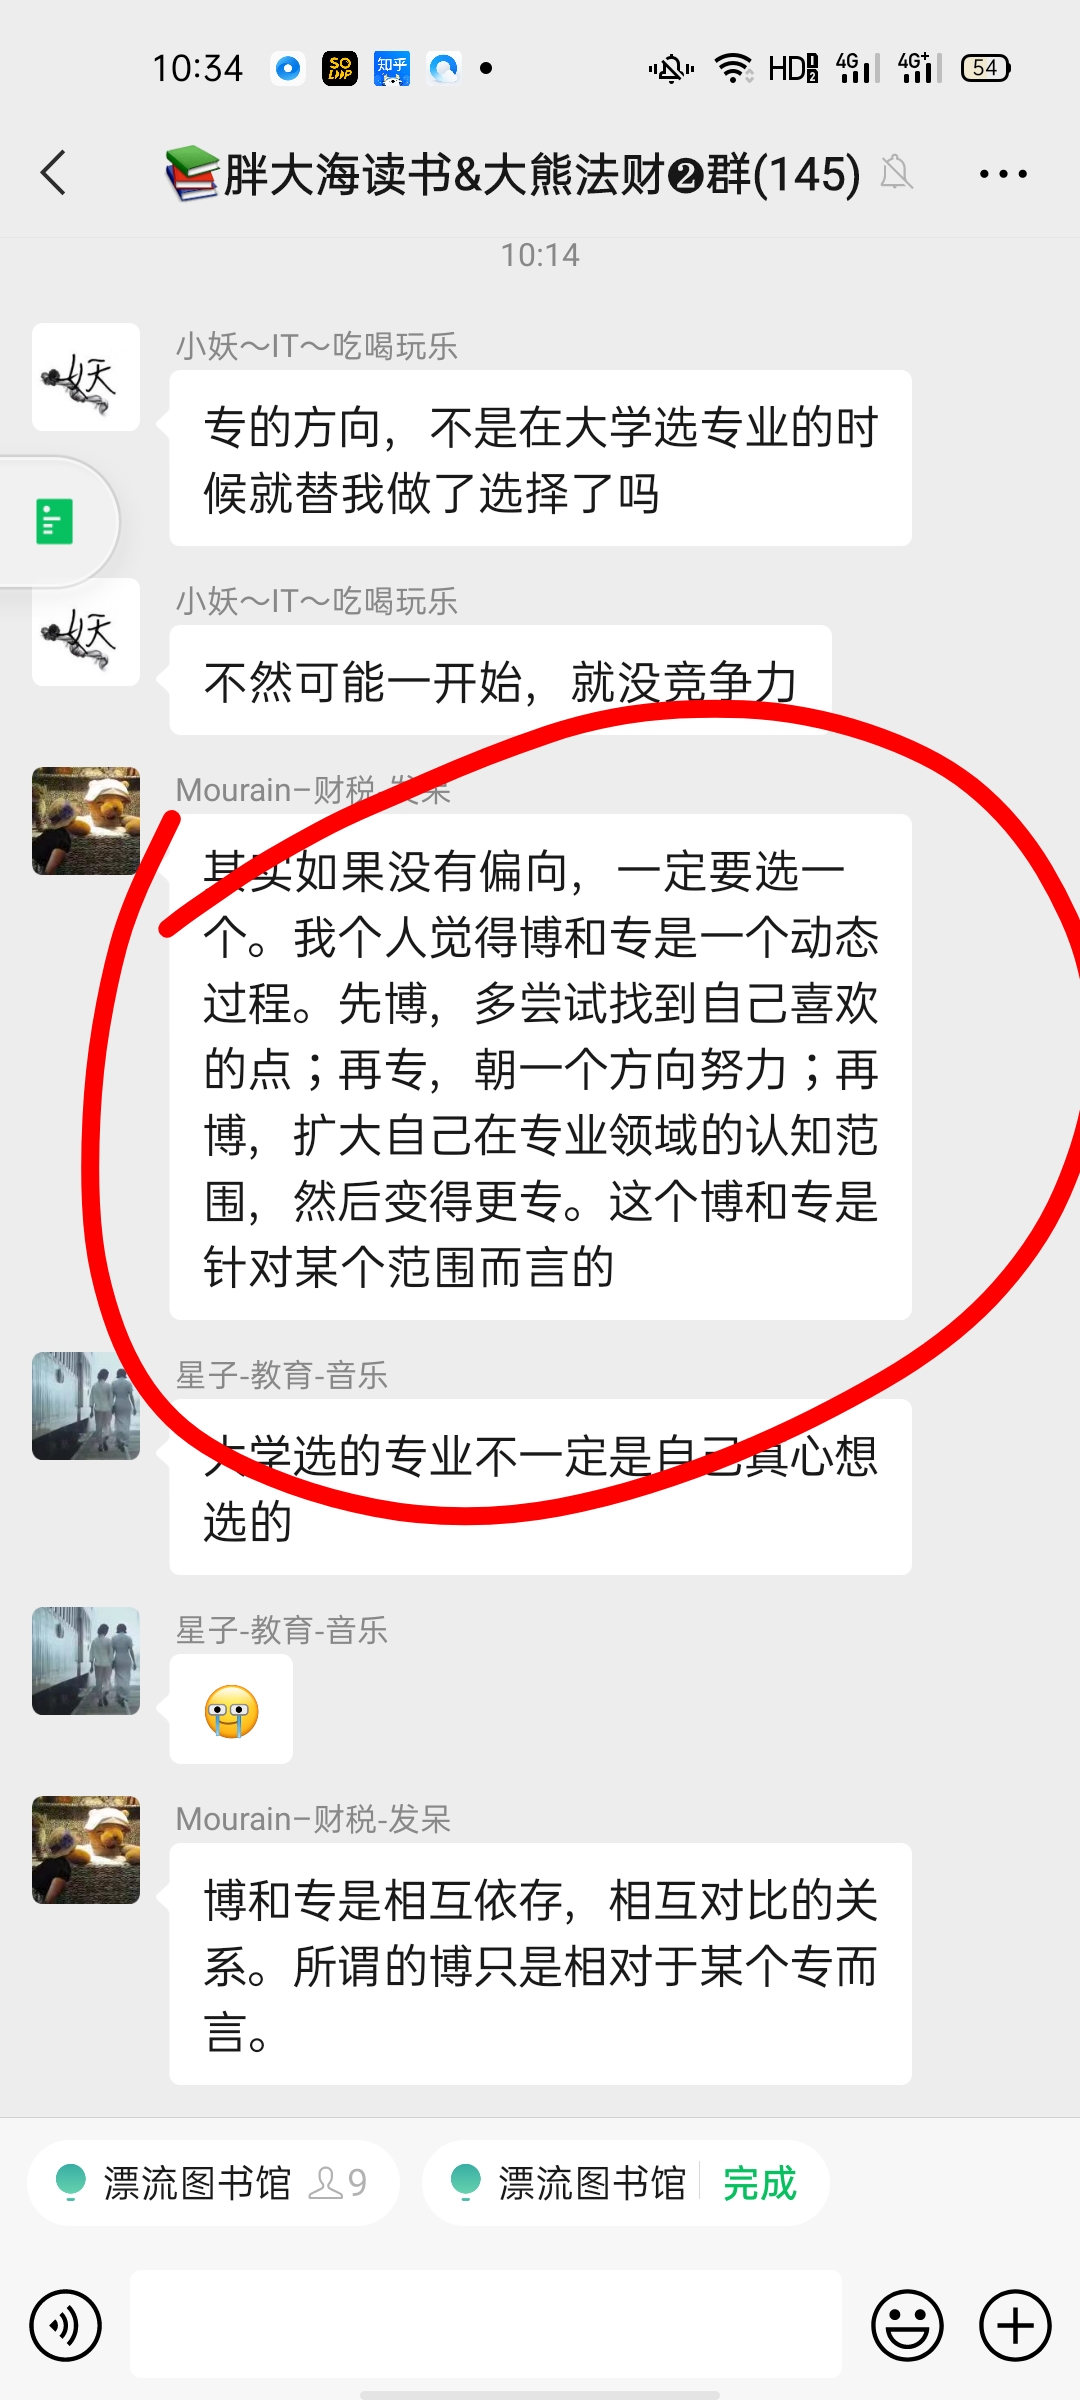 10:34
SO
LOOP
知乎
HD
1
2
4G
4G+
54
📚胖大海读书&大熊法财❷群(145)
10:14
妖
小妖～IT～吃喝玩乐
专的方向，不是在大学选专业的时
候就替我做了选择了吗
妖
小妖～IT～吃喝玩乐
不然可能一开始，就没竞争力
Mourain–财税-发呆
其实如果没有偏向，一定要选一
个。我个人觉得博和专是一个动态
过程。先博，多尝试找到自己喜欢
的点；再专，朝一个方向努力；再
博，扩大自己在专业领域的认知范
围，然后变得更专。这个博和专是
针对某个范围而言的
星子-教育-音乐
大学选的专业不一定是自己真心想
选的
星子-教育-音乐
Mourain–财税-发呆
博和专是相互依存，相互对比的关
系。所谓的博只是相对于某个专而
言。
漂流图书馆 9
漂流图书馆 完成